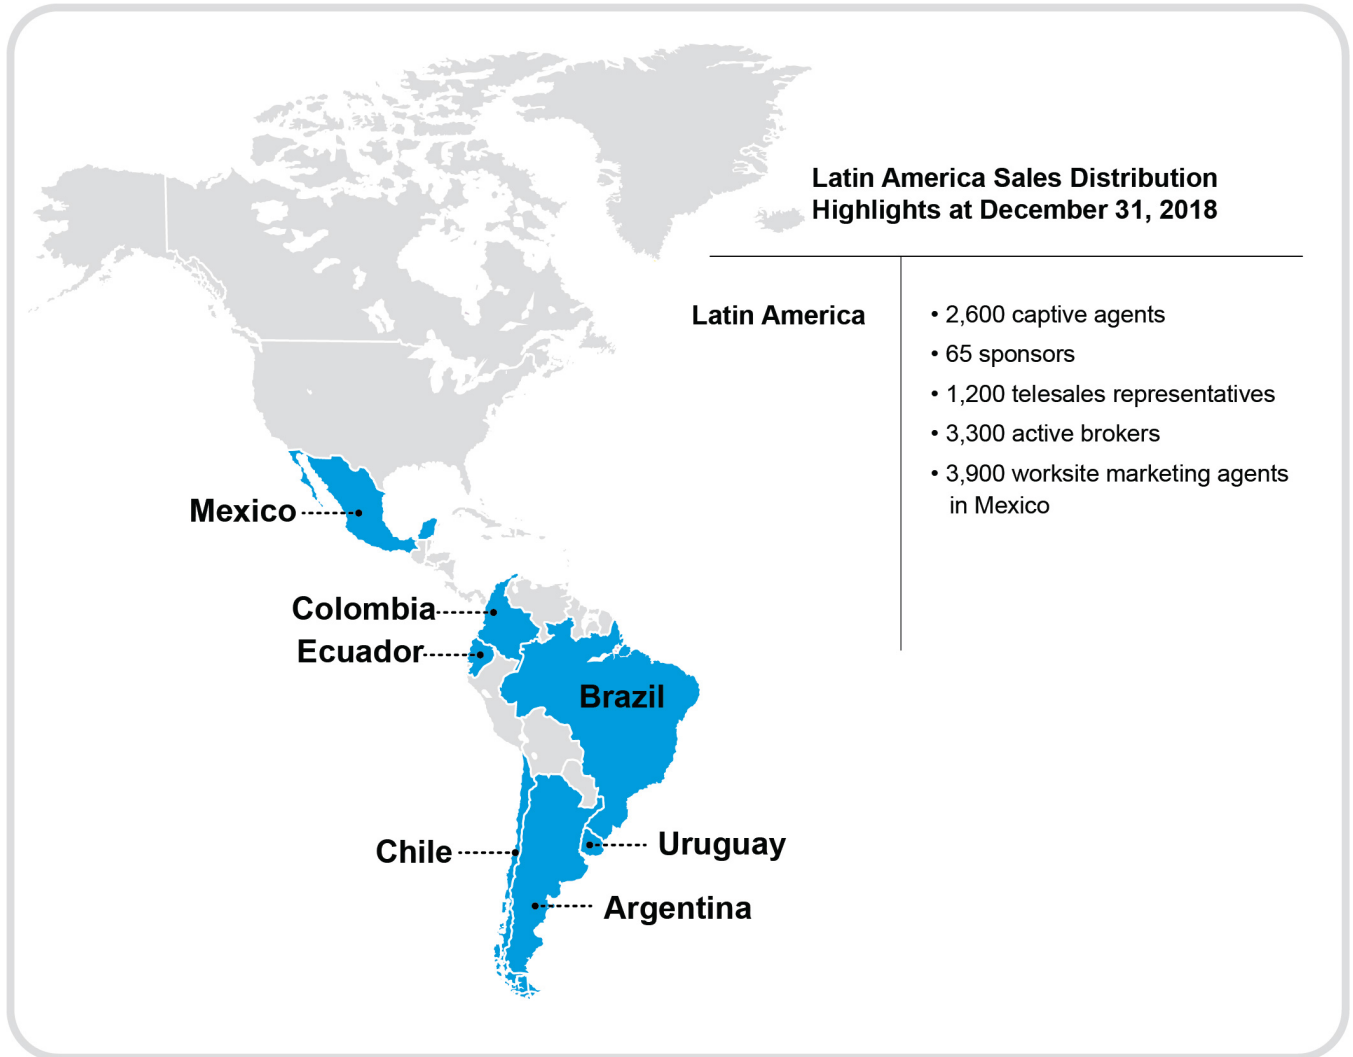 Latin America Sales Distribution
Highlights at December 31, 2018
Latin America
• 2,600 captive agents
• 65 sponsors
• 1,200 telesales representatives
• 3,300 active brokers
• 3,900 worksite marketing agents
in Mexico
Mexico
Colombia
Ecuador
Brazil
Chile
Uruguay
Argentina